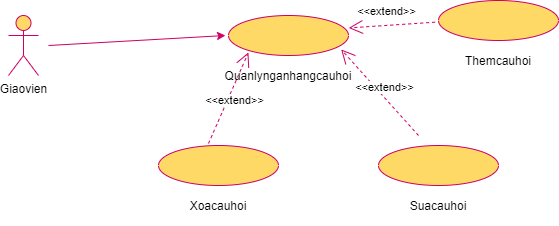 <<extend>>
Themcauhoi
Quanlynganhangcauhoi
Giaovien
<<extend>>
<<extend>>
Xoacauhoi
Suacauhoi